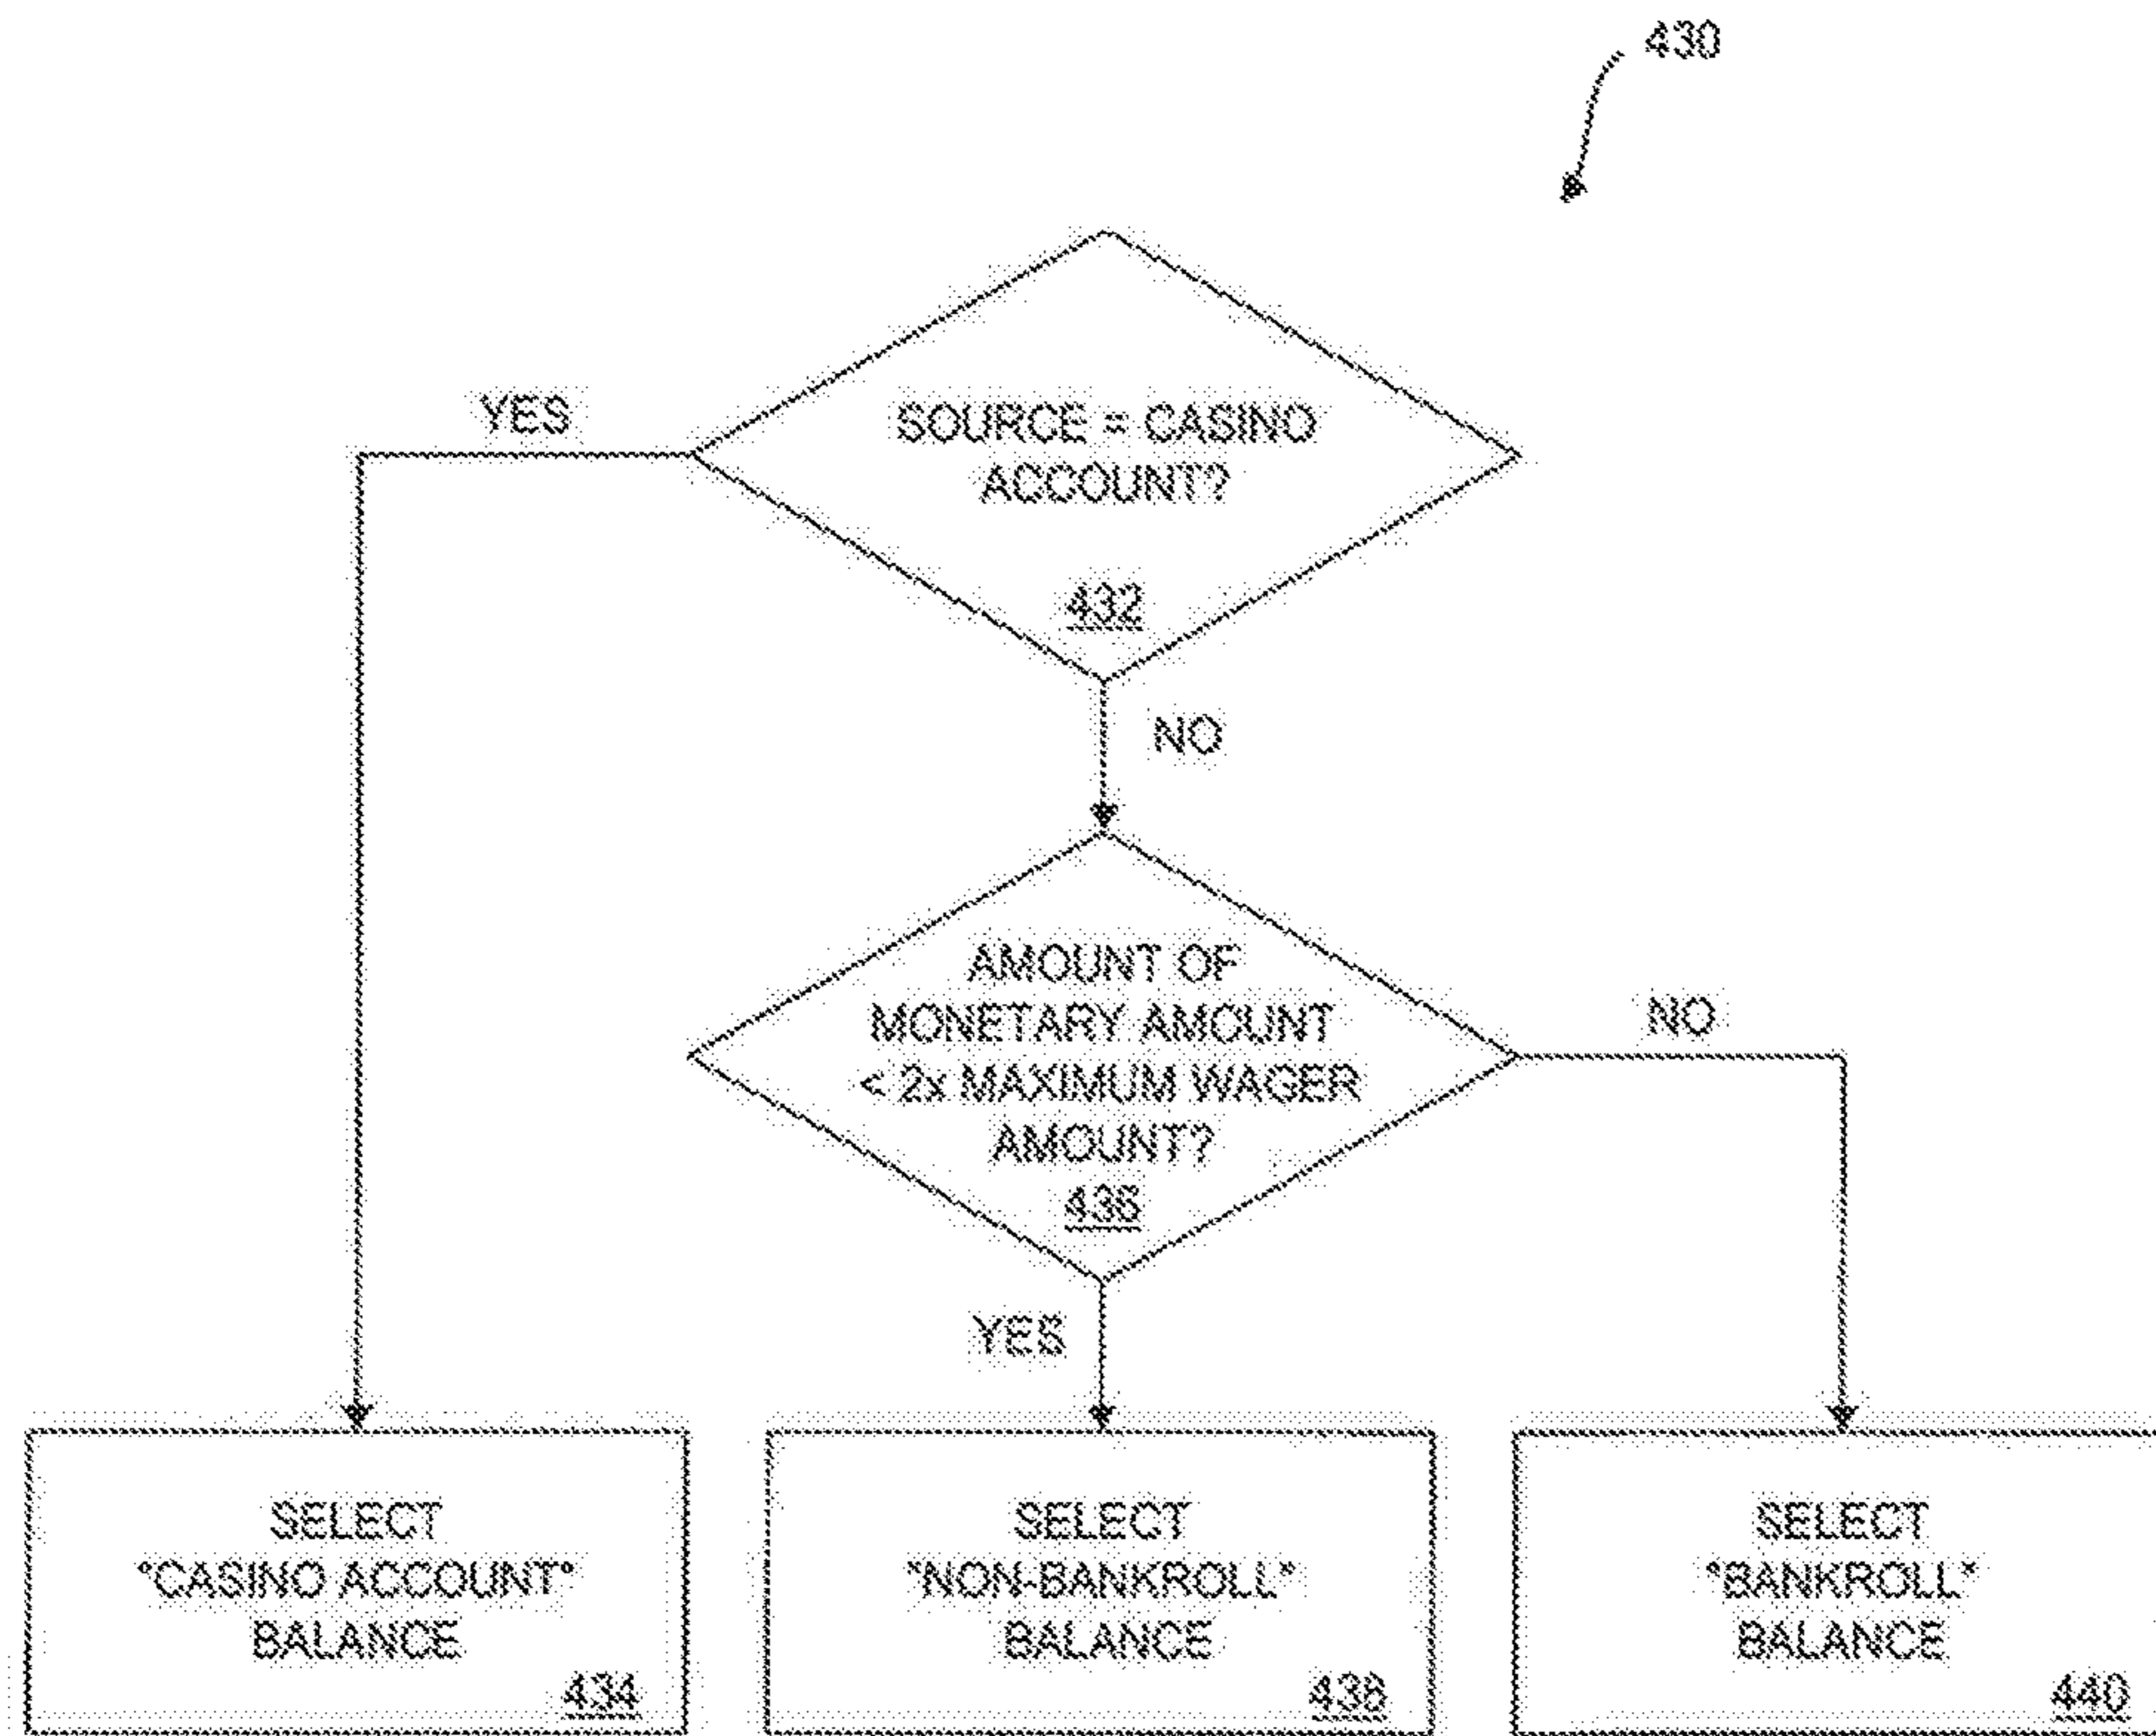 430
SOURCE = CASINO
ACCOUNT?
432
YES
NO
AMOUNT OF
MONETARY AMOUNT
< 2x MAXIMUM WAGER
AMOUNT?
436
NO
YES
SELECT
"CASINO ACCOUNT"
BALANCE
434
SELECT
"NON-BANKROLL"
BALANCE
438
SELECT
"BANKROLL"
BALANCE
440